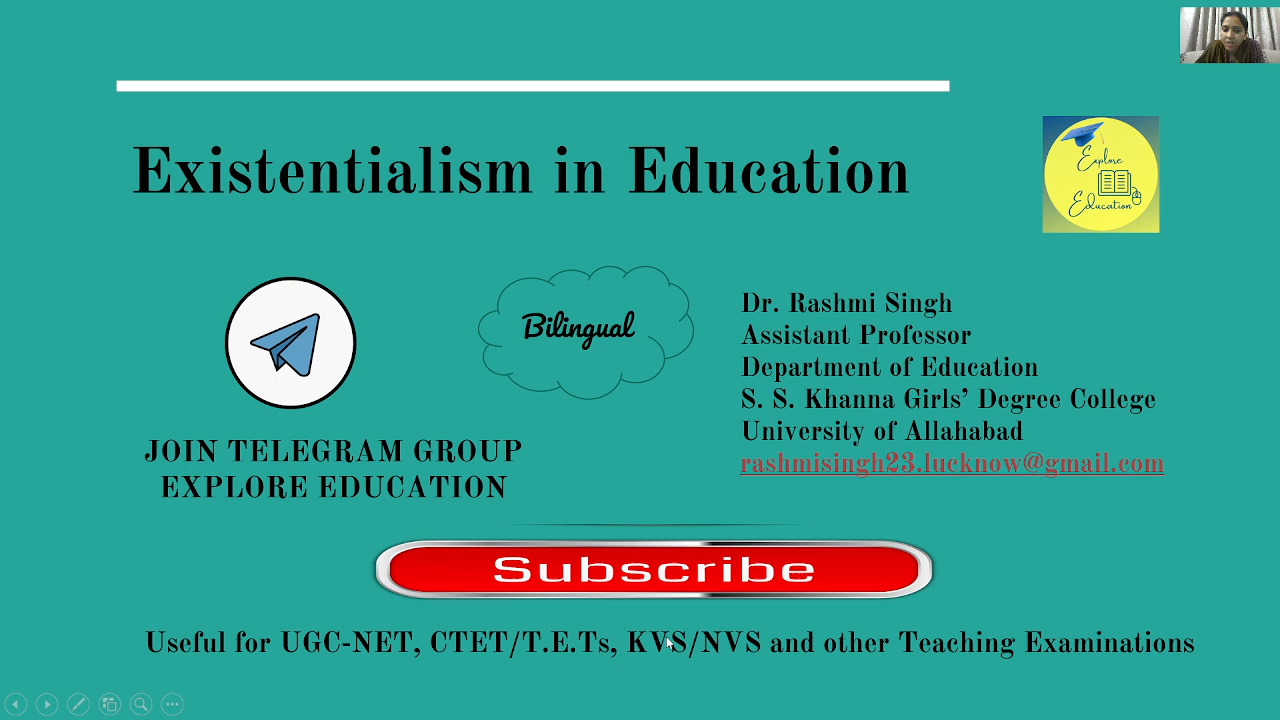 Existentialism in Education
Explore
Education
Bilingual
Dr. Rashmi Singh
Assistant Professor
Department of Education
S. S. Khanna Girls’ Degree College
University of Allahabad
rashmisingh23.lucknow@gmail.com
JOIN TELEGRAM GROUP
EXPLORE EDUCATION
Subscribe
Useful for UGC-NET, CTET/T.E.Ts, KVS/NVS and other Teaching Examinations